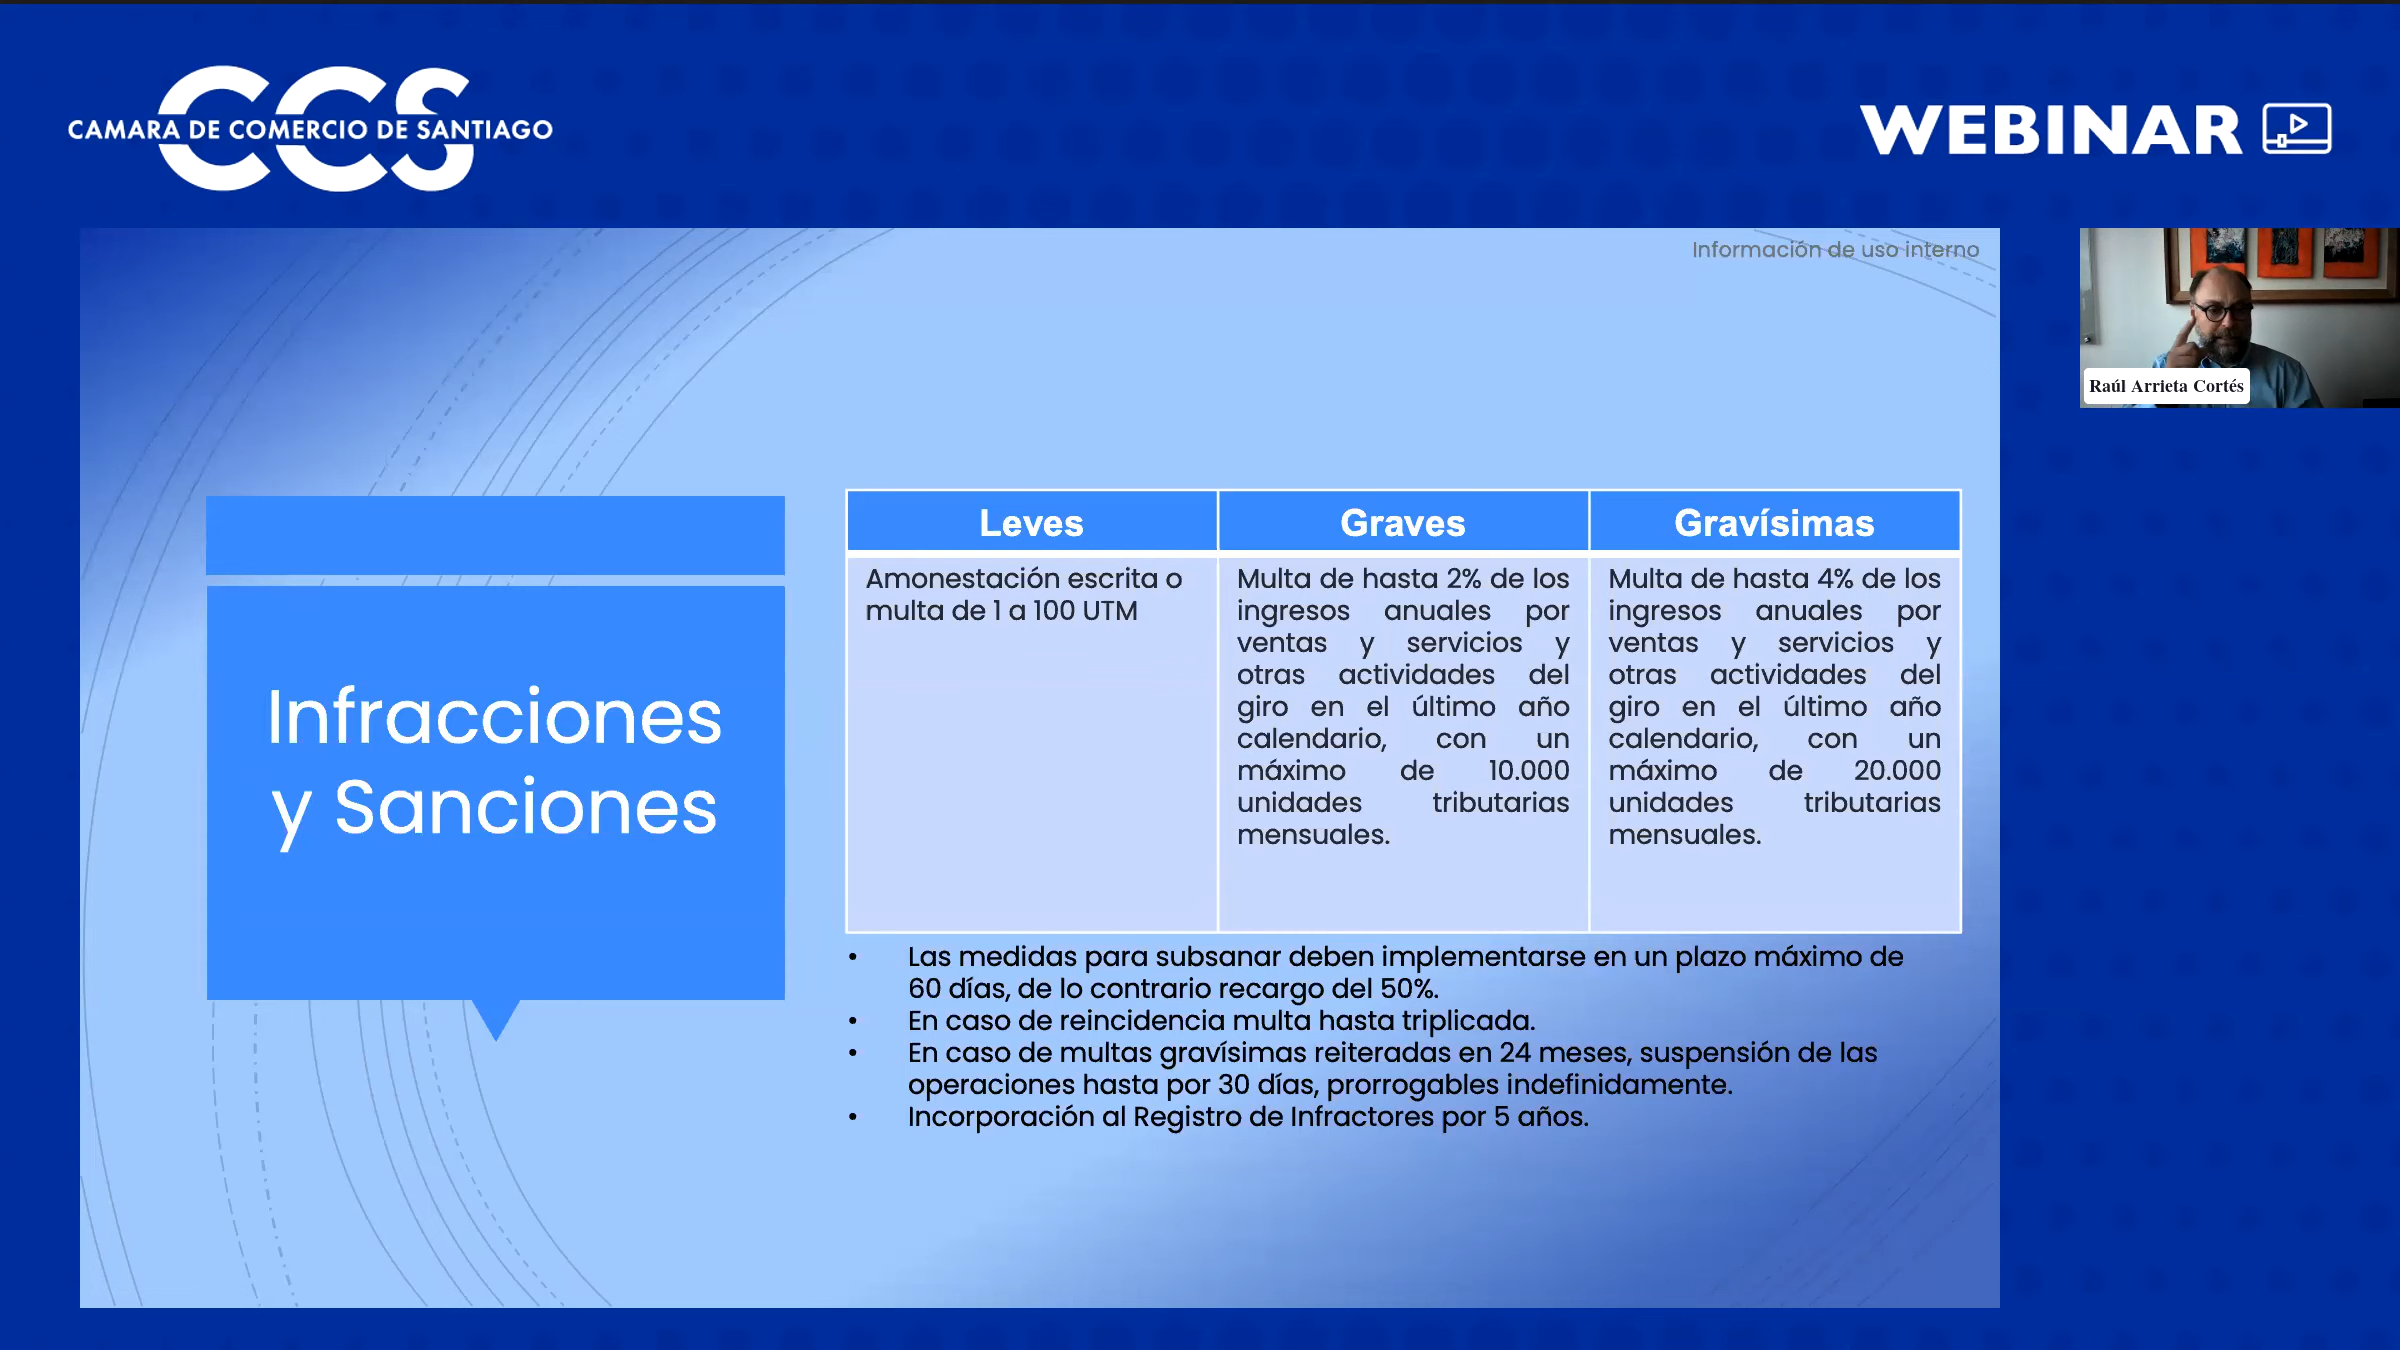 CCS
CAMARA DE COMERCIO DE SANTIAGO
WEBINAR
Información de uso interno
Raúl Arrieta Cortés
Infracciones
y Sanciones
Leves
Amonestación escrita o
multa de 1 a 100 UTM
Graves
Multa de hasta 2% de los
ingresos anuales por
ventas y servicios y
otras actividades del
giro en el último año
calendario, con un
máximo de 10.000
unidades tributarias
mensuales.
Gravísimas
Multa de hasta 4% de los
ingresos anuales por
ventas y servicios y
otras actividades del
giro en el último año
calendario, con un
máximo de 20.000
unidades tributarias
mensuales.
• Las medidas para subsanar deben implementarse en un plazo máximo de
60 días, de lo contrario recargo del 50%.
• En caso de reincidencia multa hasta triplicada.
• En caso de multas gravísimas reiteradas en 24 meses, suspensión de las
operaciones hasta por 30 días, prorrogables indefinidamente.
• Incorporación al Registro de Infractores por 5 años.